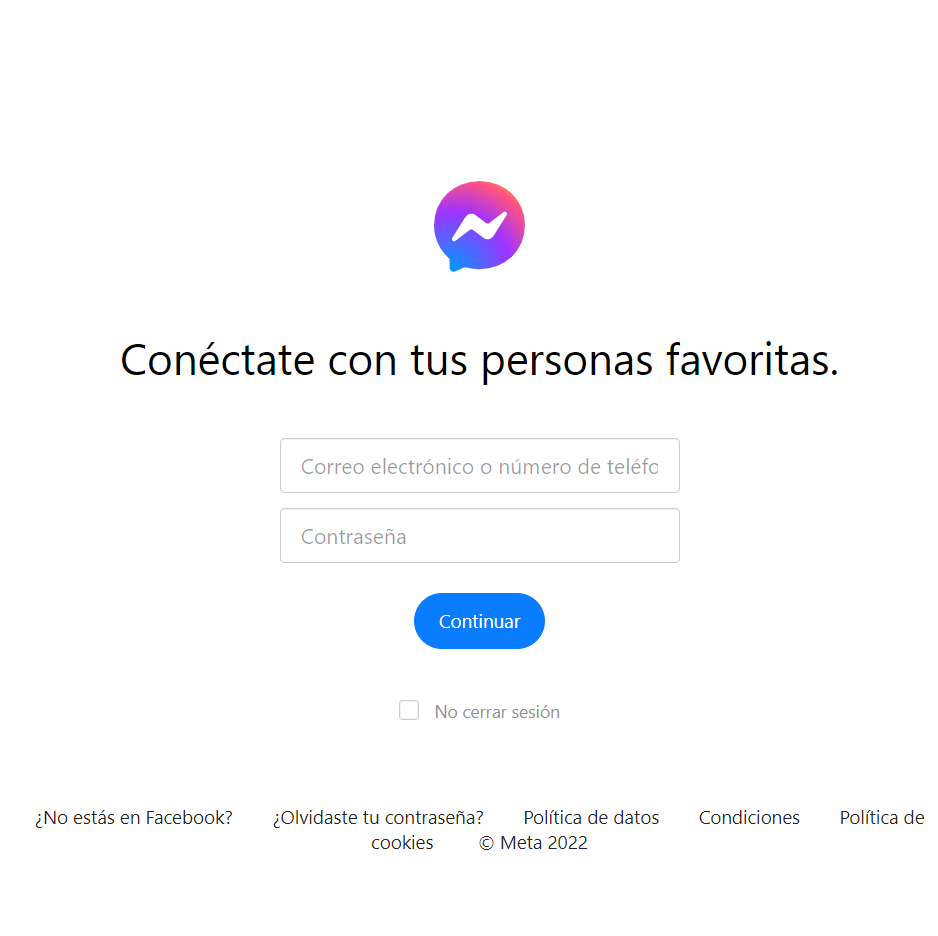 Conéctate con tus personas favoritas.
Correo electrónico o número de teléfo
Contraseña
Continuar
No cerrar sesión
¿No estás en Facebook? ¿Olvidaste tu contraseña? Política de datos Condiciones Política de
cookies © Meta 2022